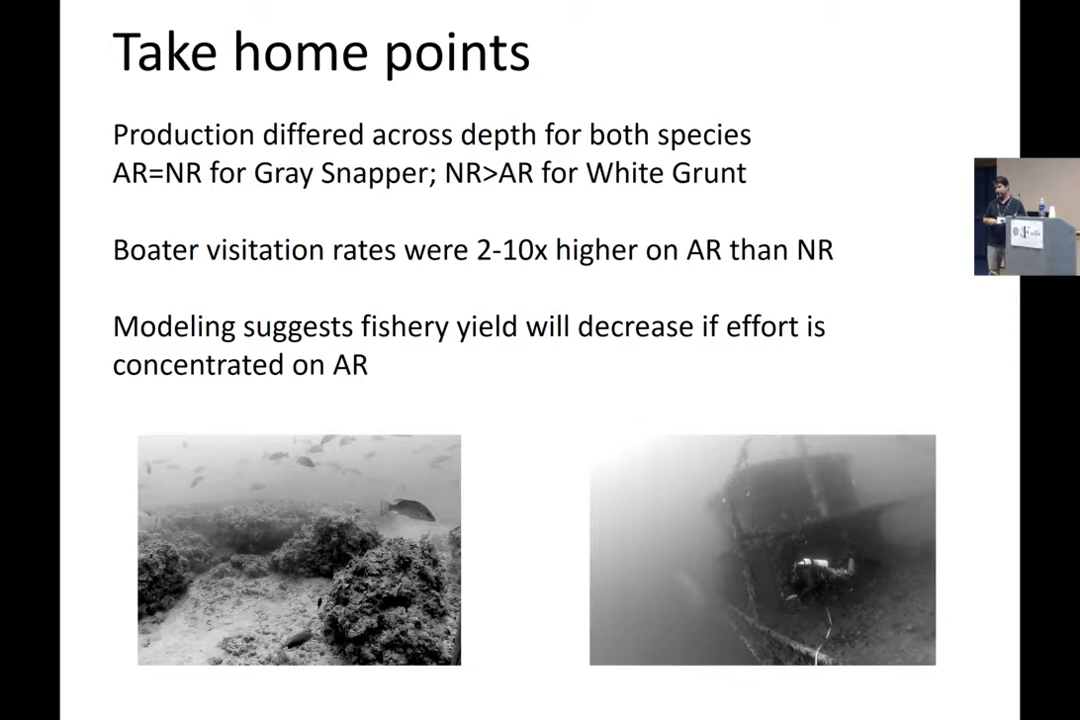 Take home points
Production differed across depth for both species
AR=NR for Gray Snapper; NR>AR for White Grunt
Boater visitation rates were 2-10x higher on AR than NR
Modeling suggests fishery yield will decrease if effort is
concentrated on AR